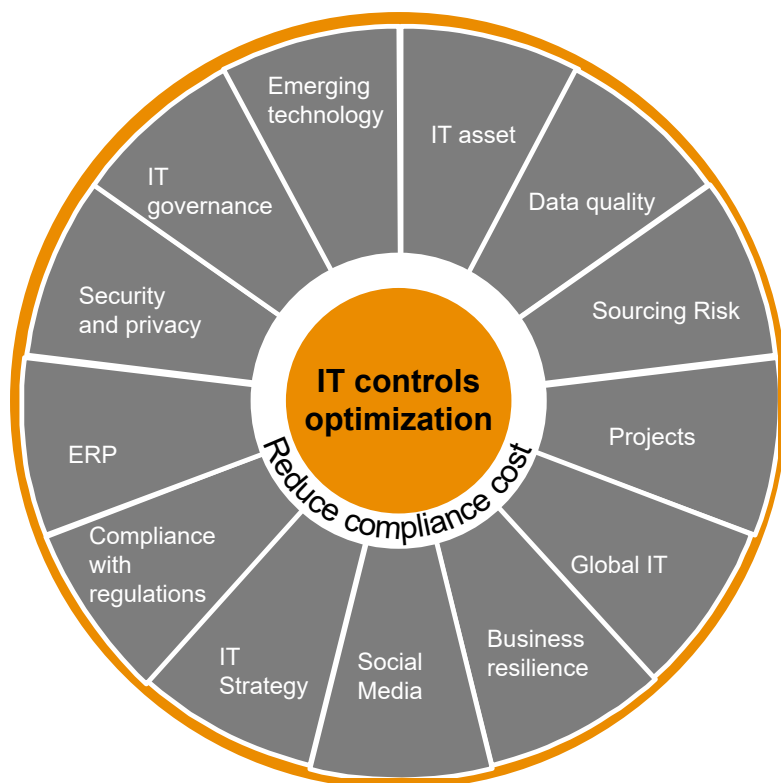 Emerging
technology
IT asset
Data quality
Sourcing Risk
Projects
Global IT
Business
resilience
Social
Media
IT
Strategy
Compliance
with
regulations
ERP
Security
and privacy
IT
governance
IT controls
optimization
Reduce compliance cost